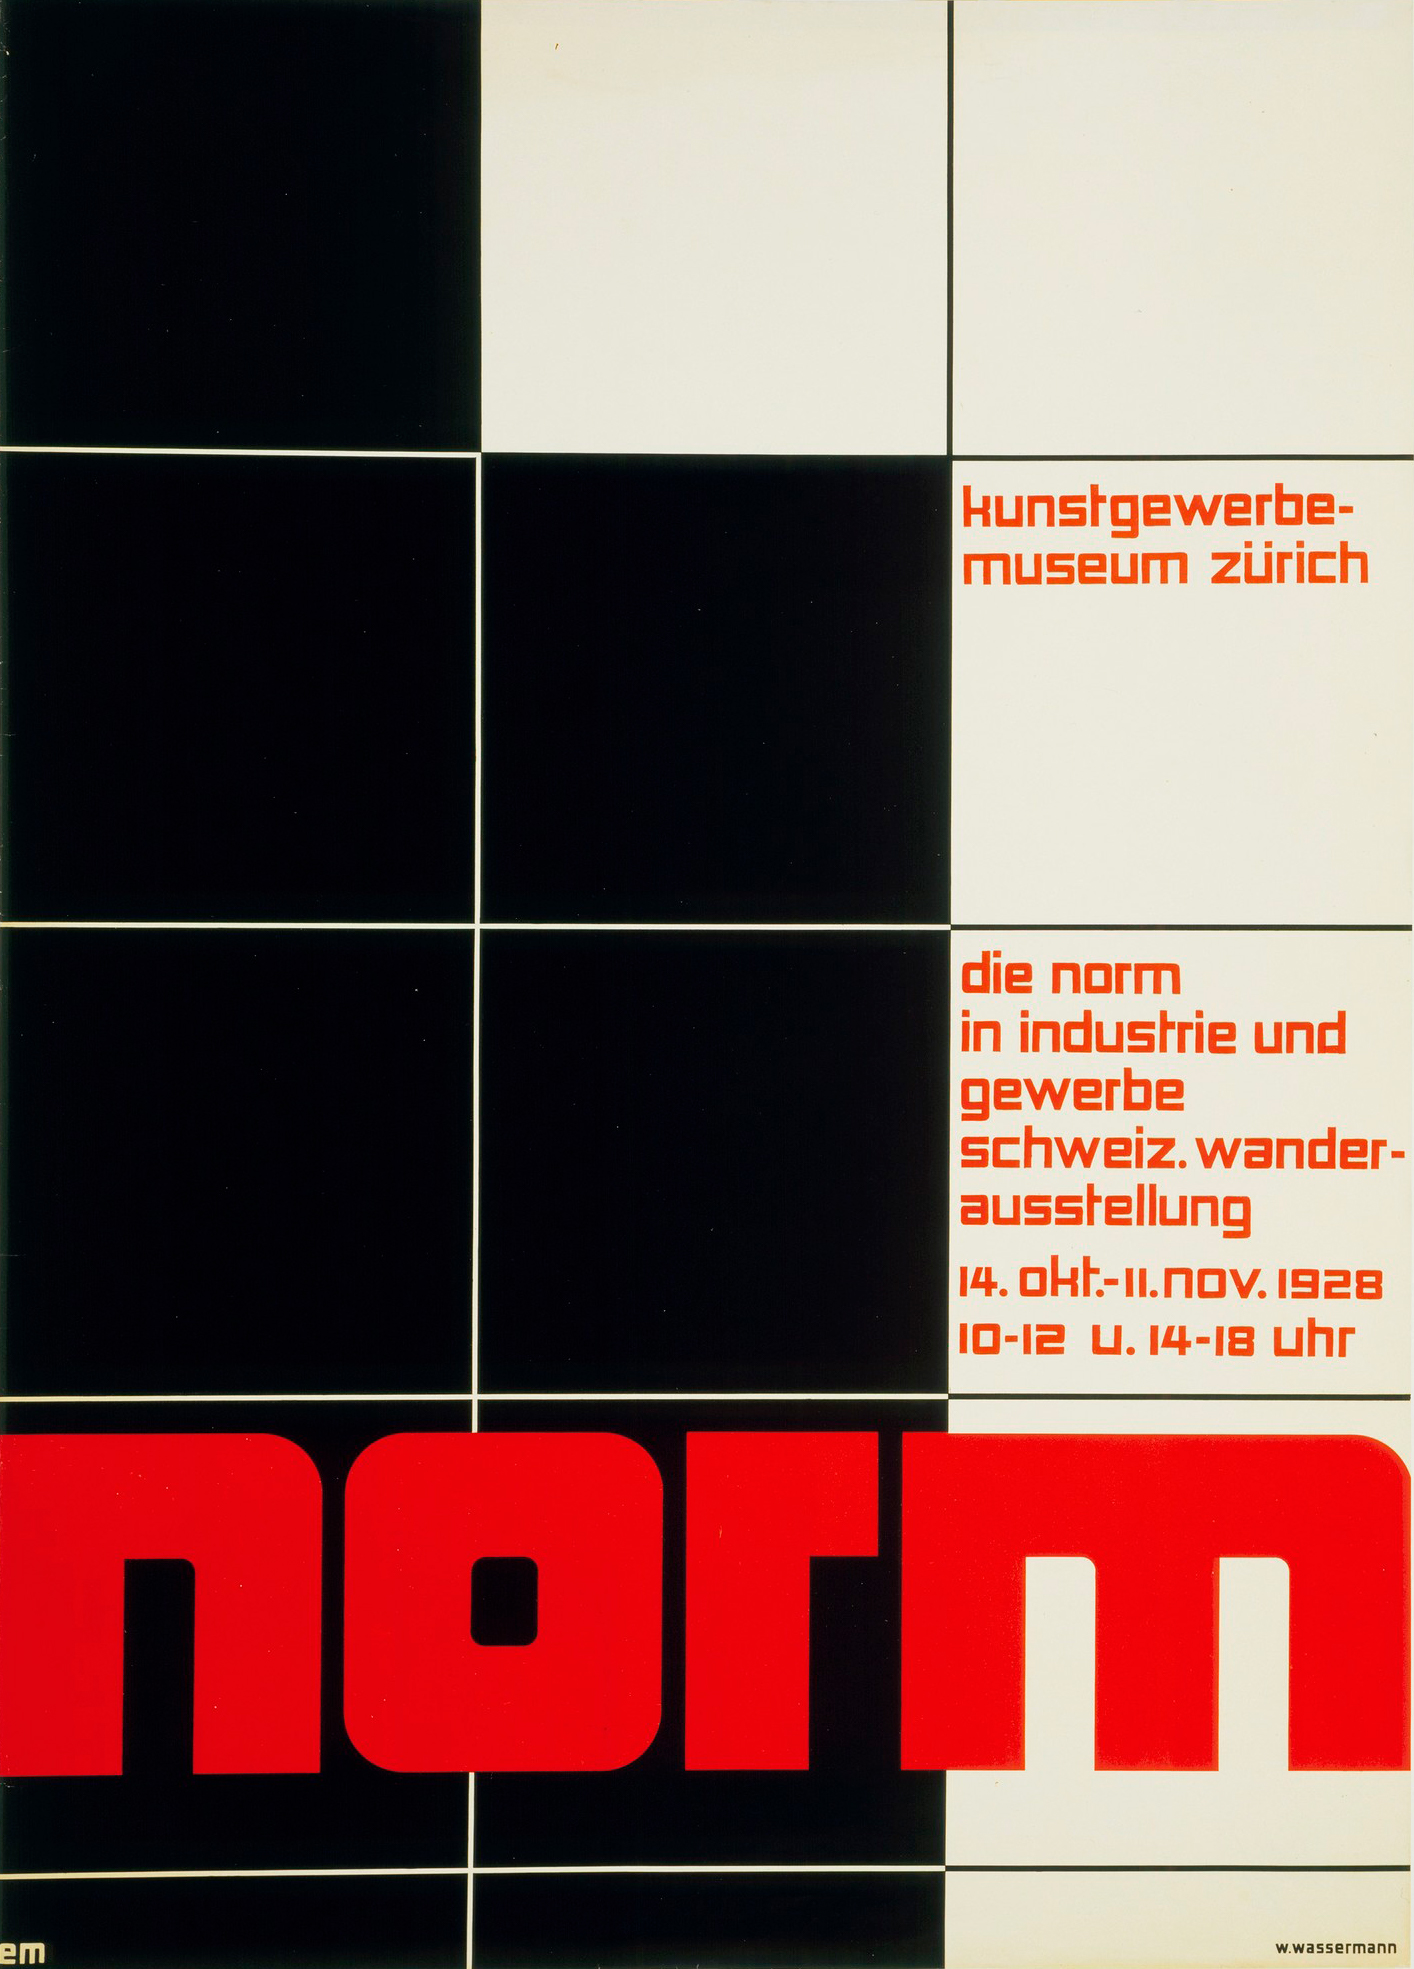 kunstgewerbe-
museum zürich
die norm
in industrie und
gewerbe
schweiz. wander-
ausstellung
14. okt.-11. nov. 1928
10-12 u. 14-18 uhr
norm
em
w.wassermann